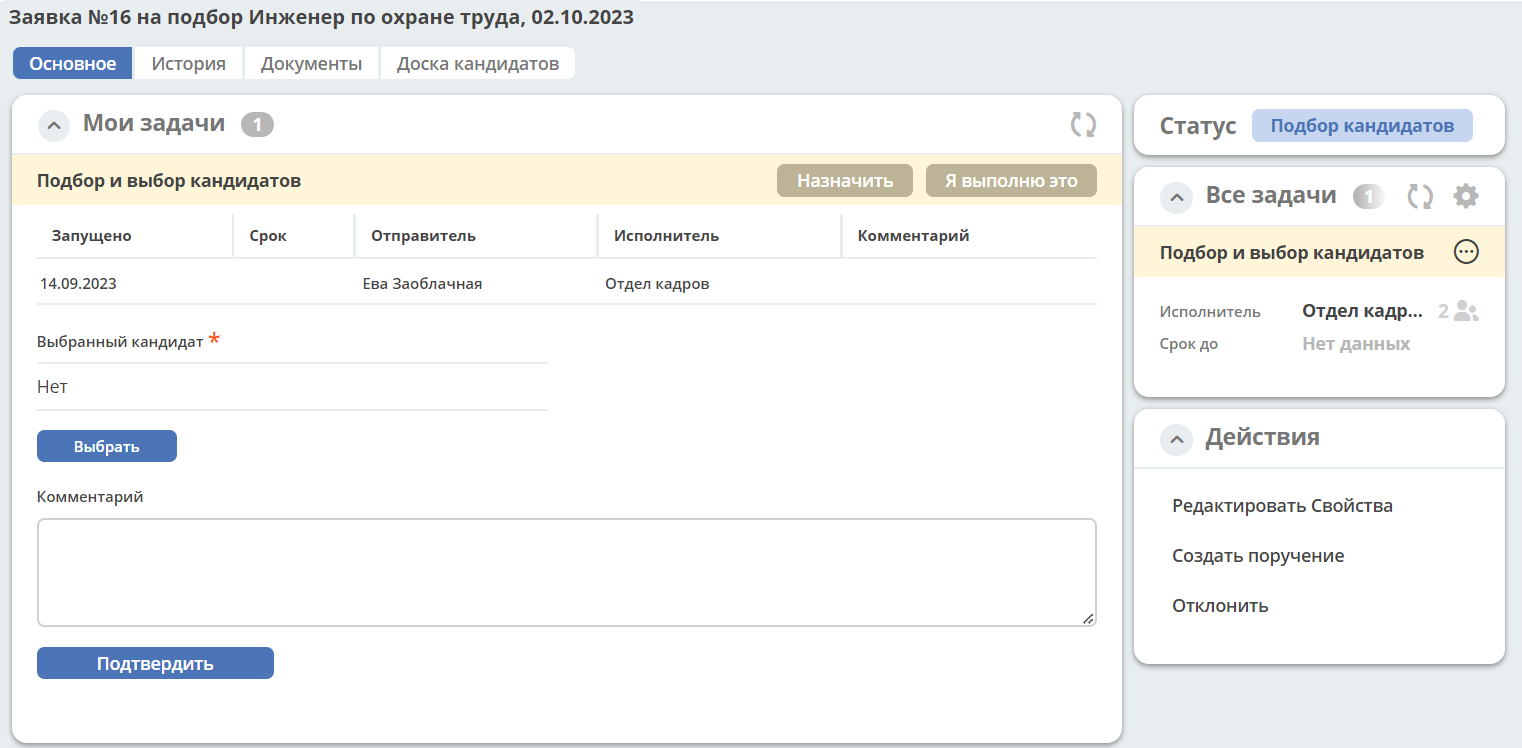 Заявка №16 на подбор Инженер по охране труда, 02.10.2023
Основное История Документы Доска кандидатов
Мои задачи 1
Подбор и выбор кандидатов Назначить Я выполню это
Запущено Срок Отправитель Исполнитель Комментарий
14.09.2023 Ева Заоблачная Отдел кадров
Выбранный кандидат *
Нет
Выбрать
Комментарий
Подтвердить
Статус Подбор кандидатов
Все задачи 1
Подбор и выбор кандидатов
Исполнитель Отдел кадр... 2
Срок до Нет данных
Действия
Редактировать Свойства
Создать поручение
Отклонить